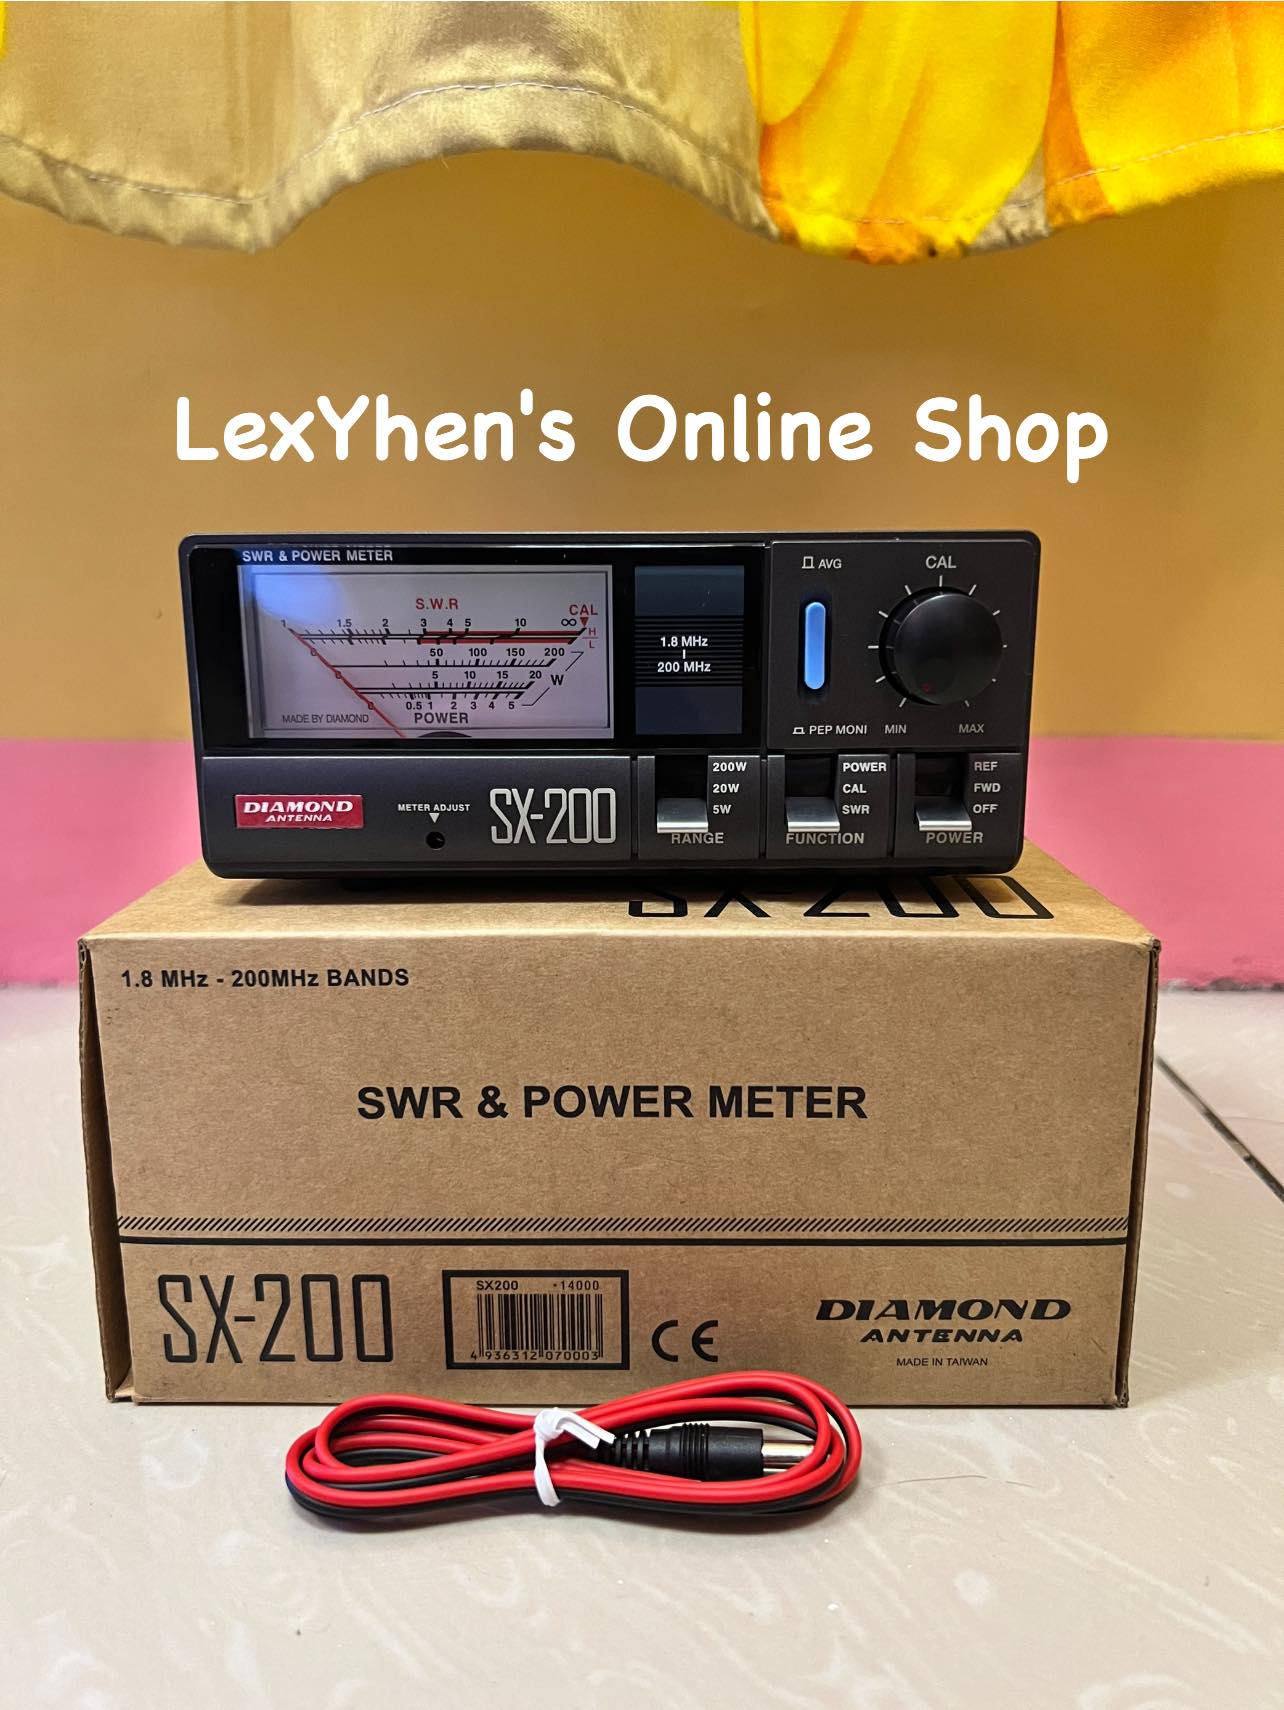 LexYhen's Online Shop
SWR & POWER METER
S.W.R
CAL
1 1.5 2 3 4 5 10 ∞
H
L
0 50 100 150 200
0 5 10 15 20
W
0 0.5 1 2 3 4 5
MADE BY DIAMOND
POWER
1.8 MHz
200 MHz
AVG
PEP MONI
CAL
MIN
MAX
DIAMOND
ANTENNA
METER ADJUST
SX-200
200W
20W
5W
RANGE
POWER
CAL
SWR
FUNCTION
REF
FWD
OFF
POWER
SX-200
1.8 MHz - 200MHz BANDS
SWR & POWER METER
SX-200
SX200 *14000
4 936312 070003
CE
DIAMOND
ANTENNA
MADE IN TAIWAN